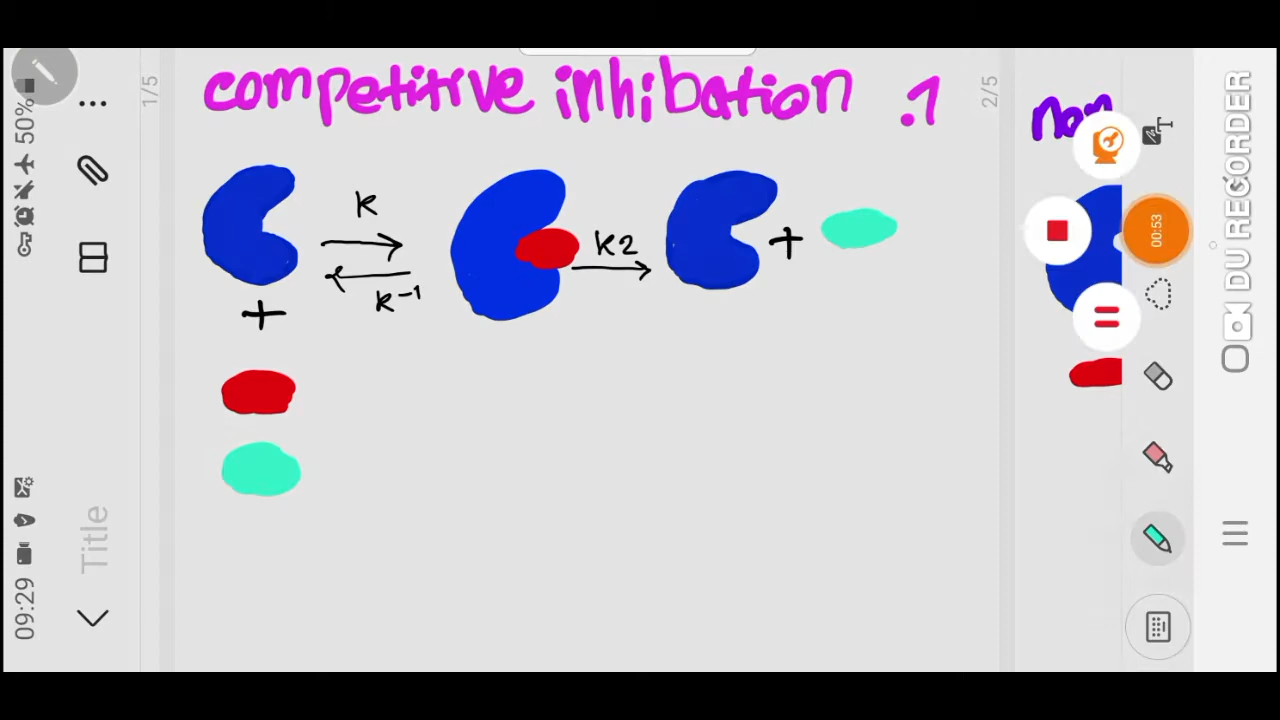 competitive inhibation .1
non
1/5
2/5
50%
k
k-1
+
k2
+
Title
09:29
00:53
DU RECORDER